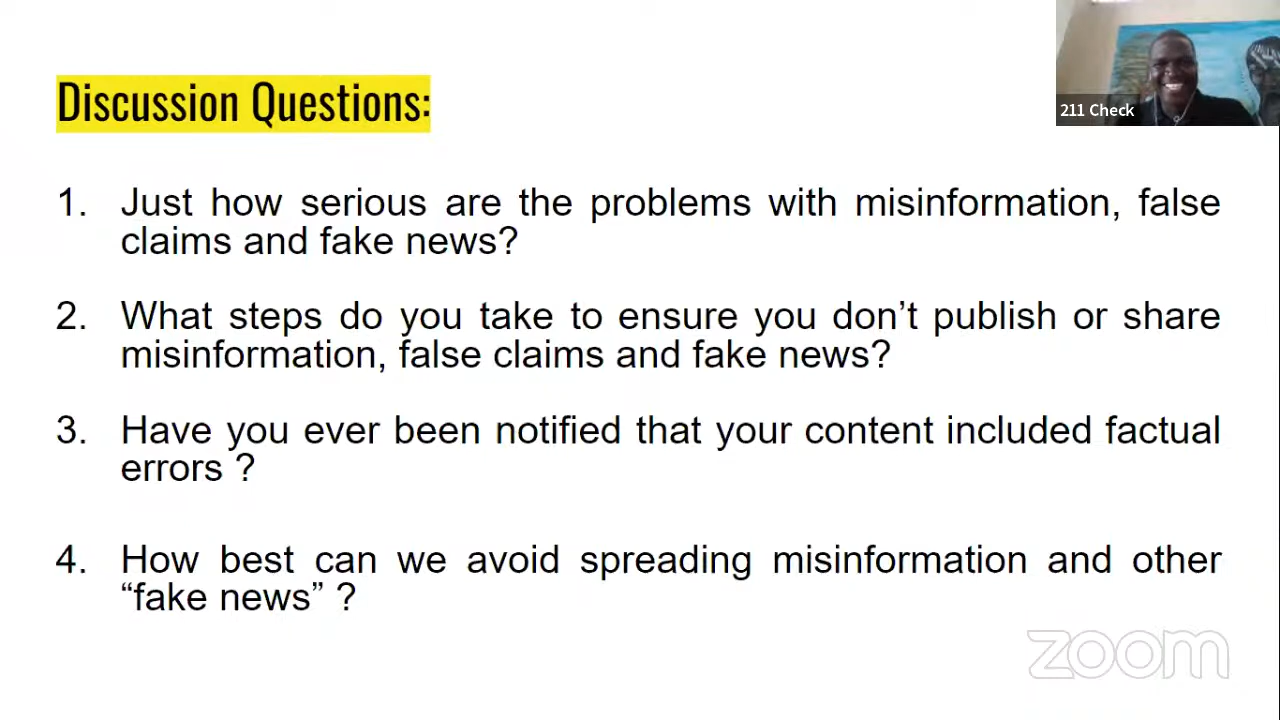 211 Check
Discussion Questions:
1. Just how serious are the problems with misinformation, false
claims and fake news?
2. What steps do you take to ensure you don’t publish or share
misinformation, false claims and fake news?
3. Have you ever been notified that your content included factual
errors ?
4. How best can we avoid spreading misinformation and other
“fake news” ?
zoom